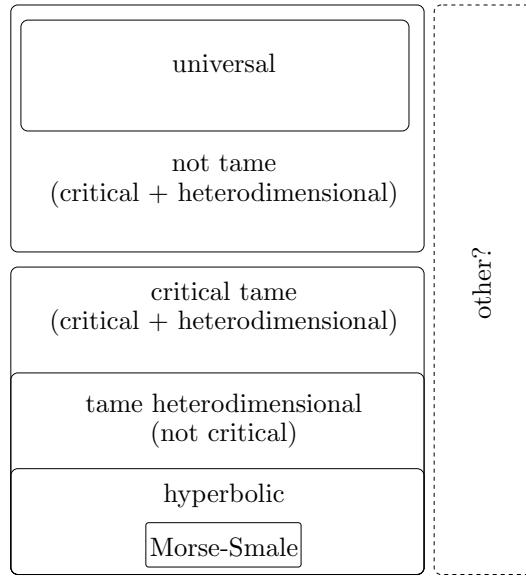 universal
not tame
(critical + heterodimensional)
critical tame
(critical + heterodimensional)
tame heterodimensional
(not critical)
hyperbolic
Morse-Smale
other?